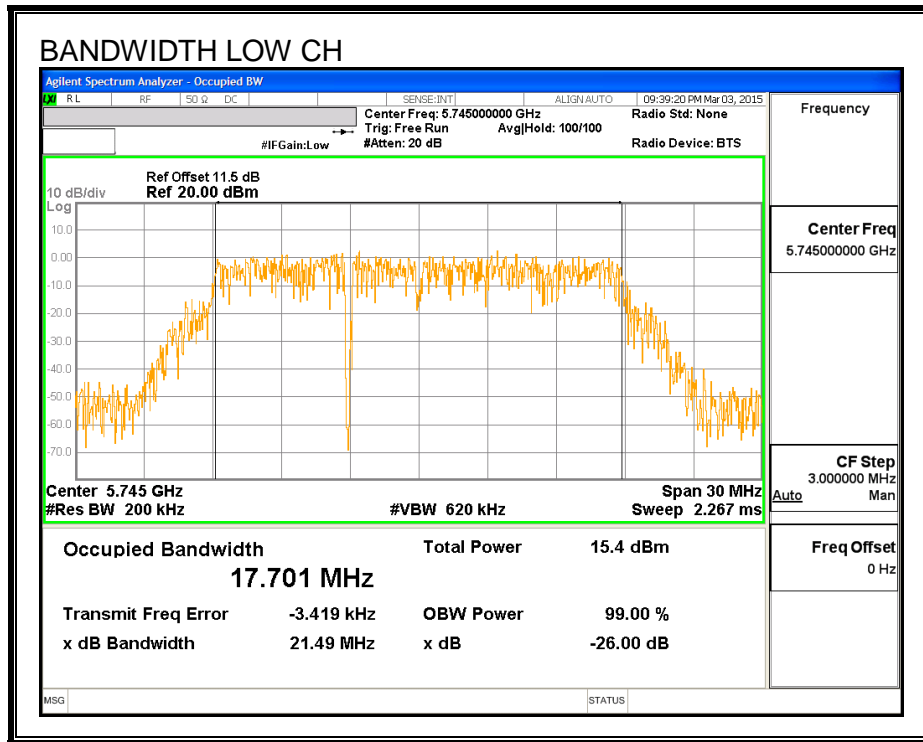 BANDWIDTH LOW CH
Agilent Spectrum Analyzer - Occupied BW
LXI RL RF 50 Ω DC SENSE:INT ALIGN AUTO 09:39:20 PM Mar 03, 2015
Center Freq: 5.745000000 GHz Radio Std: None
Trig: Free Run Avg|Hold: 100/100
#IFGain:Low #Atten: 20 dB Radio Device: BTS
Frequency
Ref Offset 11.5 dB
10 dB/div Ref 20.00 dBm
Log
10.0
0.00
-10.0
-20.0
-30.0
-40.0
-50.0
-60.0
-70.0
Center 5.745 GHz Span 30 MHz
#Res BW 200 kHz #VBW 620 kHz Sweep 2.267 ms
Center Freq
5.745000000 GHz
CF Step
3.000000 MHz
Auto Man
Freq Offset
0 Hz
Occupied Bandwidth Total Power 15.4 dBm
17.701 MHz
Transmit Freq Error -3.419 kHz OBW Power 99.00 %
x dB Bandwidth 21.49 MHz x dB -26.00 dB
MSG STATUS